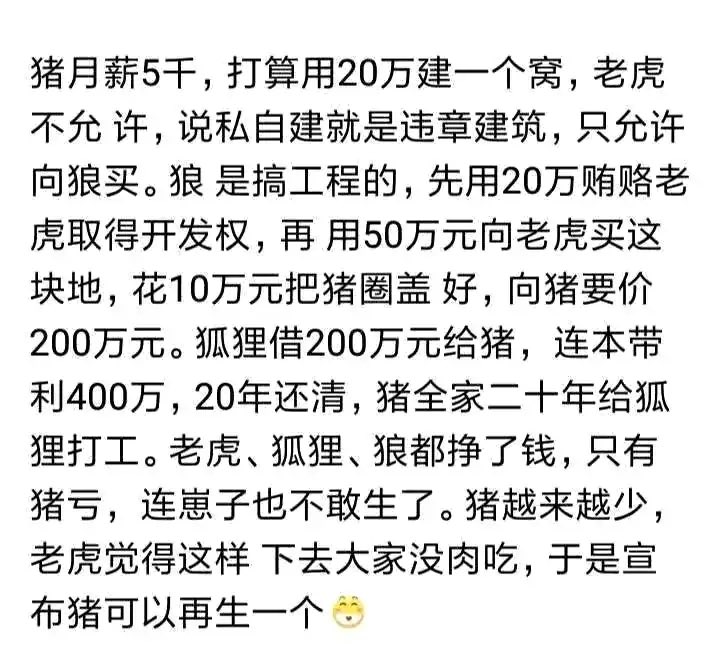 猪月薪5千，打算用20万建一个窝，老虎
不允 许，说私自建就是违章建筑，只允许
向狼买。狼 是搞工程的，先用20万贿赂老
虎取得开发权，再 用50万元向老虎买这
块地，花10万元把猪圈盖 好，向猪要价
200万元。狐狸借200万元给猪，连本带
利400万，20年还清，猪全家二十年给狐
狸打工。老虎、狐狸、狼都挣了钱，只有
猪亏，连崽子也不敢生了。猪越来越少，
老虎觉得这样 下去大家没肉吃，于是宣
布猪可以再生一个